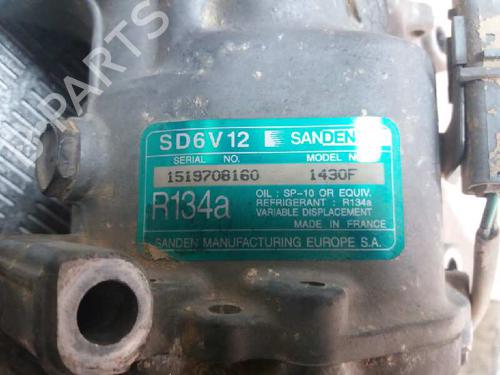 PARTS
SD6V12 SANDEN
SERIAL NO. MODEL NO.
1519708160 1430F
R134a
OIL : SP-10 OR EQUIV.
REFRIGERANT : R134a
VARIABLE DISPLACEMENT
MADE IN FRANCE
SANDEN MANUFACTURING EUROPE S.A.